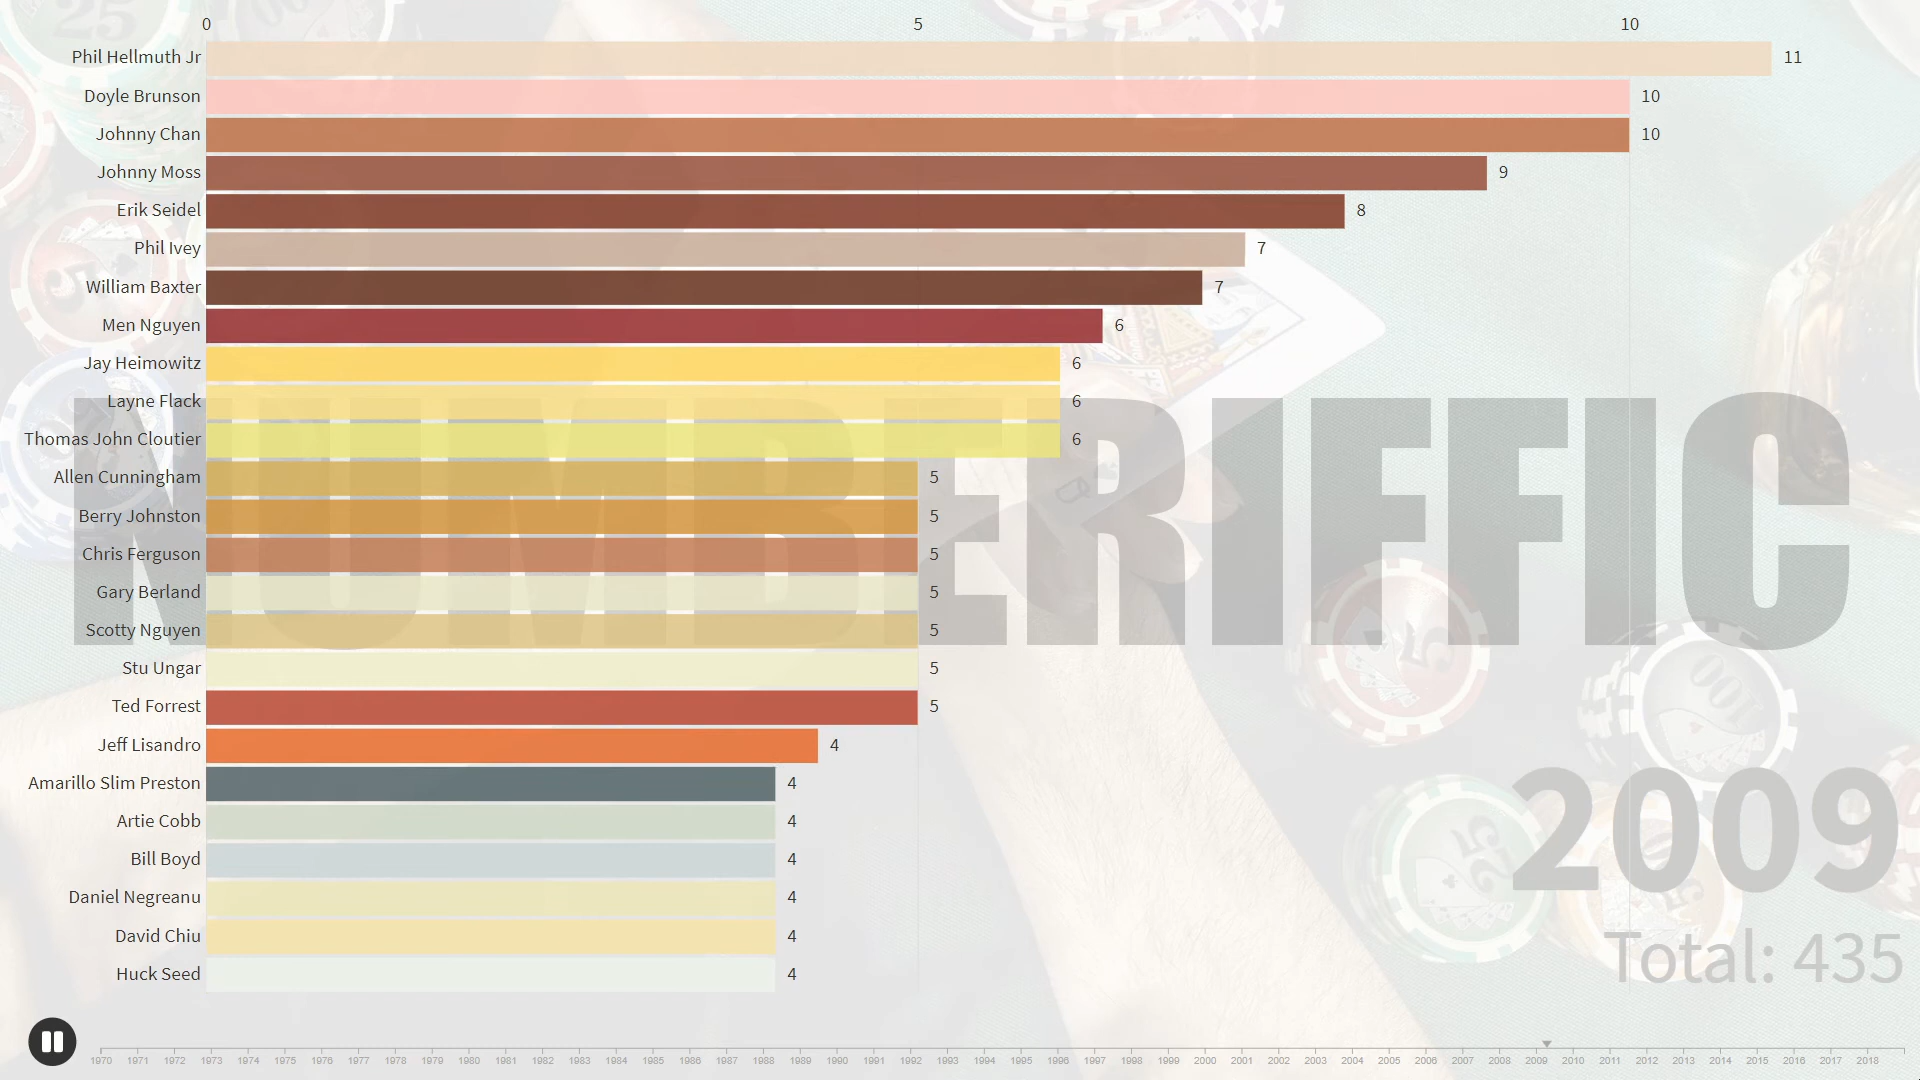 0 5 10
Phil Hellmuth Jr 11
Doyle Brunson 10
Johnny Chan 10
Johnny Moss 9
Erik Seidel 8
Phil Ivey 7
William Baxter 7
Men Nguyen 6
Jay Heimowitz 6
Layne Flack 6
Thomas John Cloutier 6
Allen Cunningham 5
Berry Johnston 5
Chris Ferguson 5
Gary Berland 5
Scotty Nguyen 5
Stu Ungar 5
Ted Forrest 5
Jeff Lisandro 4
Amarillo Slim Preston 4
Artie Cobb 4
Bill Boyd 4
Daniel Negreanu 4
David Chiu 4
Huck Seed 4
NUMBERIFFIC
2009
Total: 435
1970 1971 1972 1973 1974 1975 1976 1977 1978 1979 1980 1981 1982 1983 1984 1985 1986 1987 1988 1989 1990 1991 1992 1993 1994 1995 1996 1997 1998 1999 2000 2001 2002 2003 2004 2005 2006 2007 2008 2009 2010 2011 2012 2013 2014 2015 2016 2017 2018